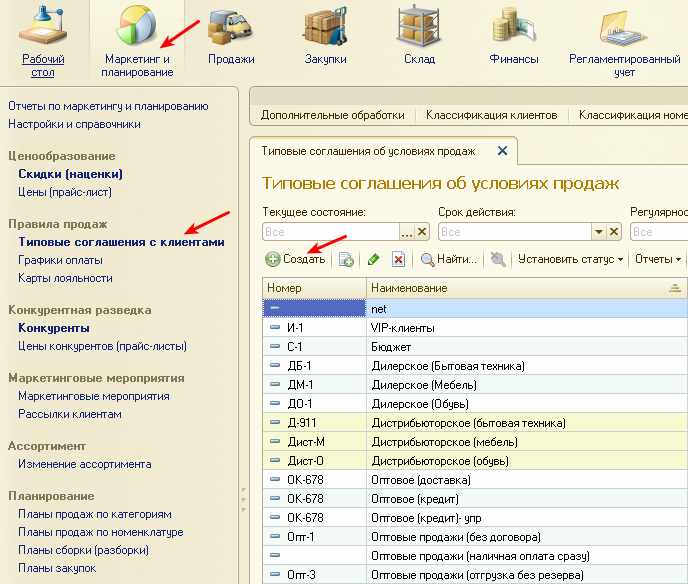 Рабочий
стол
Маркетинг и
планирование
Продажи
Закупки
Склад
Финансы
Регламентированный
учет
Отчеты по маркетингу и планированию
Настройки и справочники
Ценообразование
Скидки (наценки)
Цены (прайс-лист)
Правила продаж
Типовые соглашения с клиентами
Графики оплаты
Карты лояльности
Конкурентная разведка
Конкуренты
Цены конкурентов (прайс-листы)
Маркетинговые мероприятия
Маркетинговые мероприятия
Рассылки клиентам
Ассортимент
Изменение ассортимента
Планирование
Планы продаж по категориям
Планы продаж по номенклатуре
Планы сборки (разборки)
Планы закупок
Дополнительные обработки Классификация клиентов Классификация номе
Типовые соглашения об условиях продаж
Типовые соглашения об условиях продаж
Текущее состояние: Срок действия: Регулярнос
Все ... Все Все
Создать Найти... Установить статус Отчеты
Номер Наименование
net
И-1 VIP-клиенты
С-1 Бюджет
ДБ-1 Дилерское (Бытовая техника)
ДМ-1 Дилерское (Мебель)
ДО-1 Дилерское (Обувь)
Д-911 Дистрибьюторское (бытовая техника)
Дист-М Дистрибьюторское (мебель)
Дист-О Дистрибьюторское (обувь)
ОК-678 Оптовое (доставка)
ОК-678 Оптовое (кредит)
ОК-678 Оптовое (кредит)- упр
Опт-1 Оптовые продажи (без договора)
Оптовые продажи (наличная оплата сразу)
Опт-3 Оптовые продажи (отгрузка без резерва)